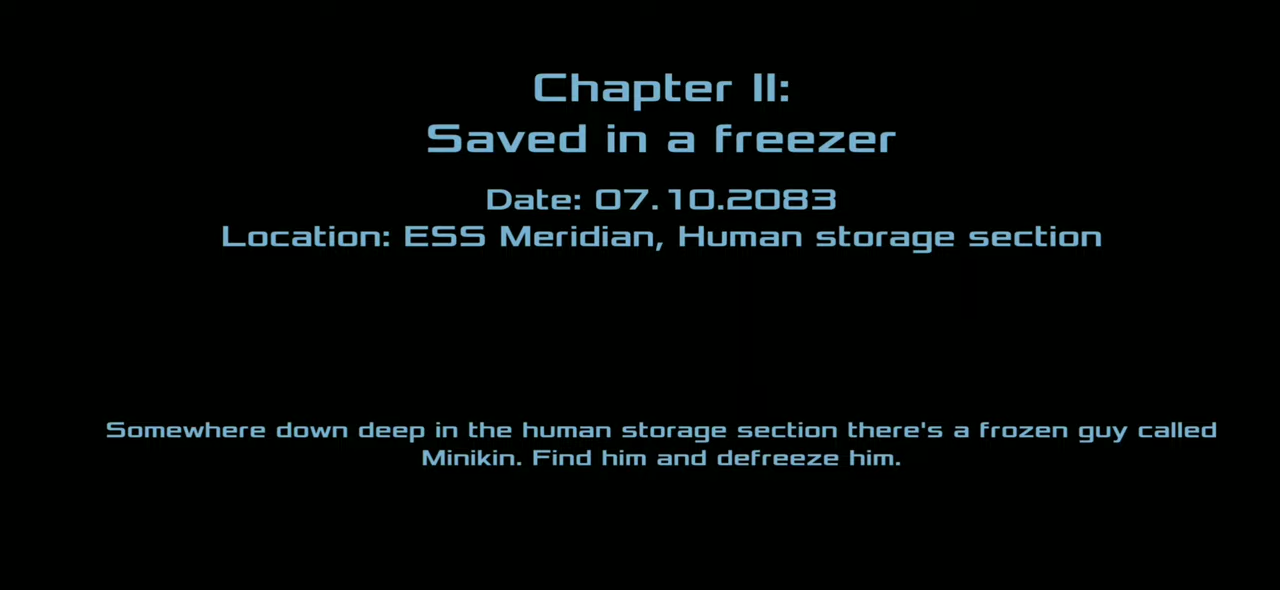 Chapter II:
Saved in a freezer
Date: 07.10.2083
Location: ESS Meridian, Human storage section
Somewhere down deep in the human storage section there's a frozen guy called
Minikin. Find him and defreeze him.